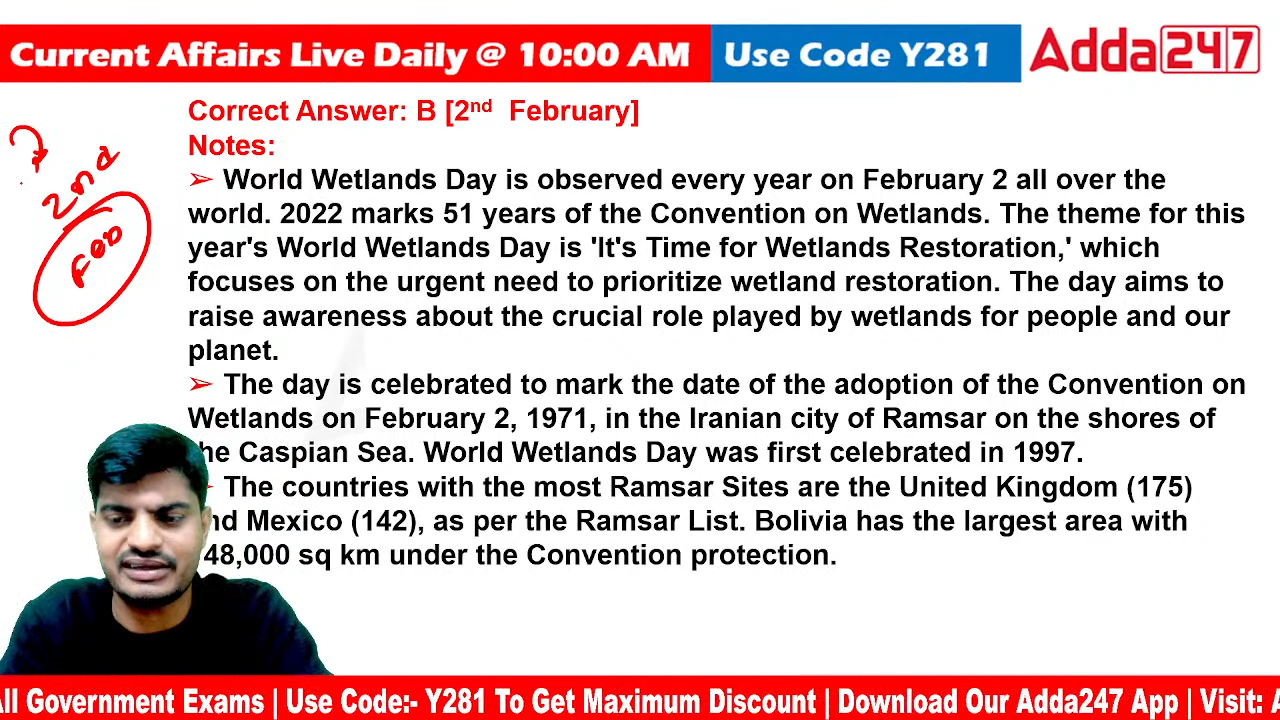 Current Affairs Live Daily @ 10:00 AM
Use Code Y281
Adda247
Correct Answer: B [2nd February]
Notes:
➢ World Wetlands Day is observed every year on February 2 all over the
world. 2022 marks 51 years of the Convention on Wetlands. The theme for this
year's World Wetlands Day is 'It's Time for Wetlands Restoration,' which
focuses on the urgent need to prioritize wetland restoration. The day aims to
raise awareness about the crucial role played by wetlands for people and our
planet.
➢ The day is celebrated to mark the date of the adoption of the Convention on
Wetlands on February 2, 1971, in the Iranian city of Ramsar on the shores of
the Caspian Sea. World Wetlands Day was first celebrated in 1997.
The countries with the most Ramsar Sites are the United Kingdom (175)
nd Mexico (142), as per the Ramsar List. Bolivia has the largest area with
48,000 sq km under the Convention protection.
2nd
Feb
All Government Exams | Use Code:- Y281 To Get Maximum Discount | Download Our Adda247 App | Visit: A